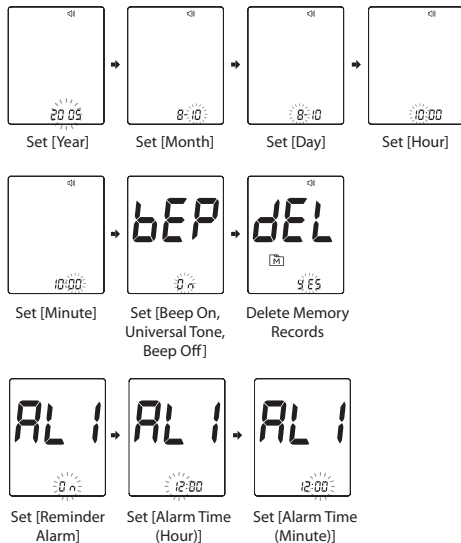 2005
8-10
8-10
10:00
Set [Year]
Set [Month]
Set [Day]
Set [Hour]
10:00
bEP
On
dEL
M
yES
Set [Minute]
Set [Beep On,
Universal Tone,
Beep Off]
Delete Memory
Records
AL 1
On
AL 1
12:00
AL 1
12:00
Set [Reminder
Alarm]
Set [Alarm Time
(Hour)]
Set [Alarm Time
(Minute)]